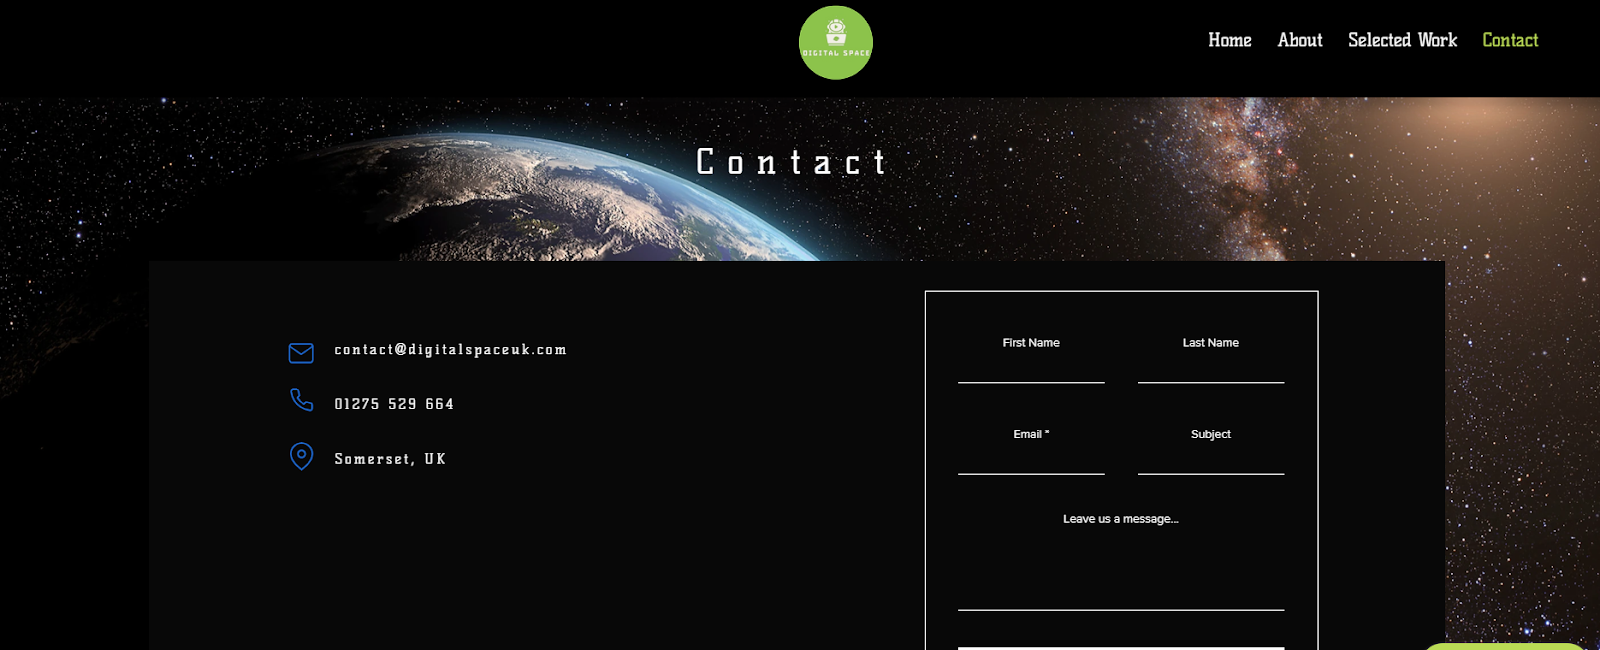 DIGITAL SPACE
Home About Selected Work Contact
Contact
contact@digitalspaceuk.com
01275 529 664
Somerset, UK
First Name Last Name
Email * Subject
Leave us a message...